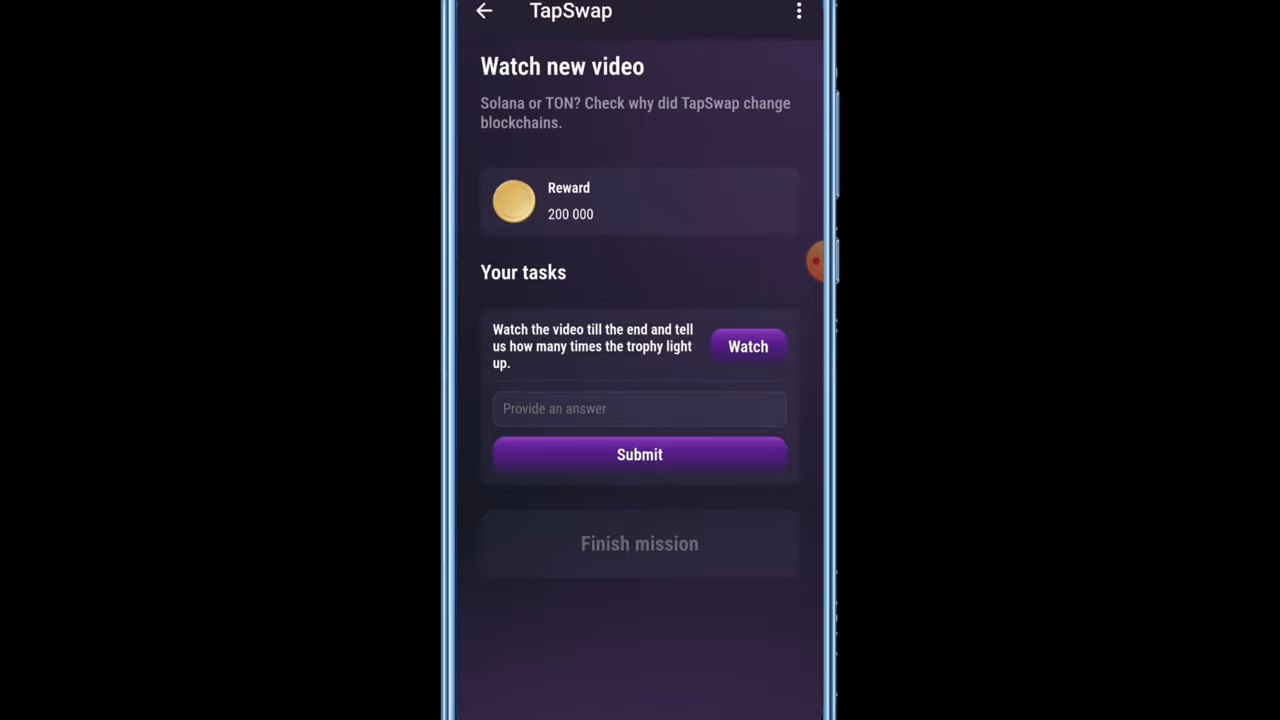 TapSwap
Watch new video
Solana or TON? Check why did TapSwap change
blockchains.
Reward
200 000
Your tasks
Watch the video till the end and tell
us how many times the trophy light
up.
Watch
Provide an answer
Submit
Finish mission